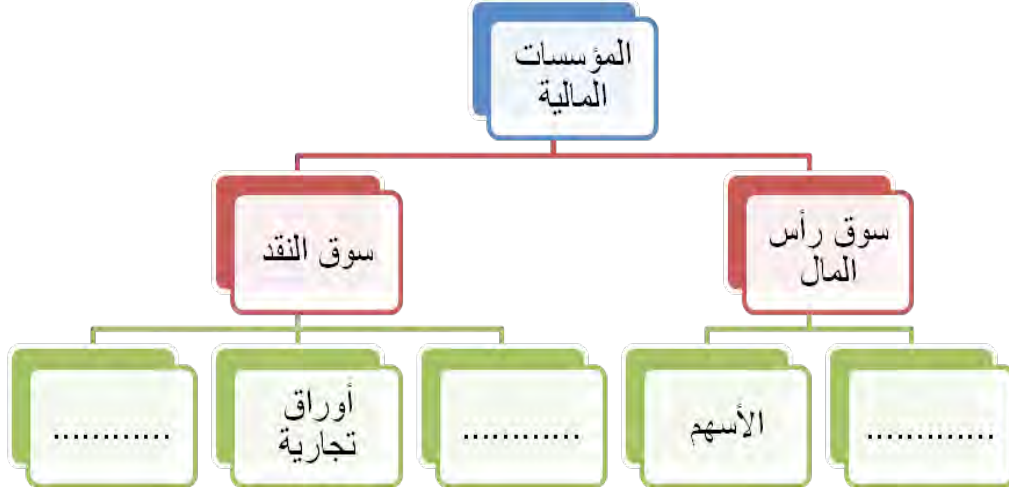 المؤسسات
المالية
سوق رأس
المال
سوق النقد
.............
الأسهم
............
أوراق
تجارية
............